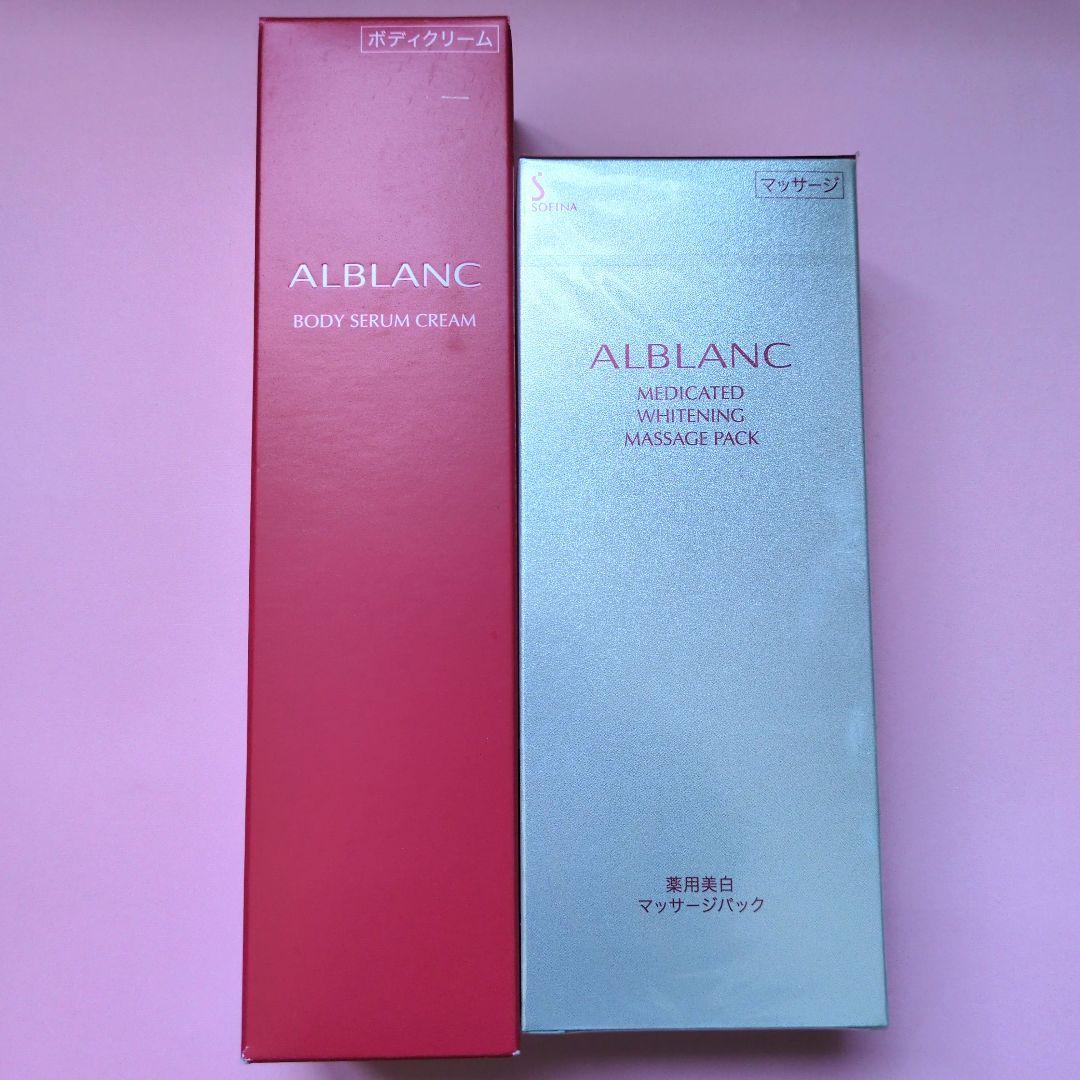 ボディクリーム
ALBLANC
BODY SERUM CREAM
SOFINA
マッサージ
ALBLANC
MEDICATED
WHITENING
MASSAGE PACK
薬用美白
マッサージパック